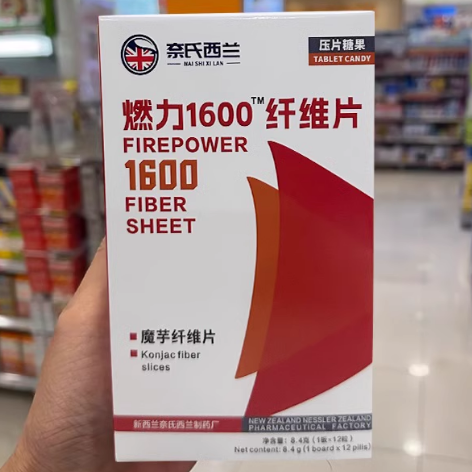 奈氏西兰
NAI SHI XI LAN
压片糖果
TABLET CANDY
燃力1600™纤维片
FIREPOWER
1600
FIBER
SHEET
■ 魔芋纤维片
■ Konjac fiber
slices
新西兰奈氏西兰制药厂
NEW ZEALAND NESSLER ZEALAND
PHARMACEUTICAL FACTORY
净含量：8.4克（1板×12粒）
Net content: 8.4 g (1 board x 12 pills)